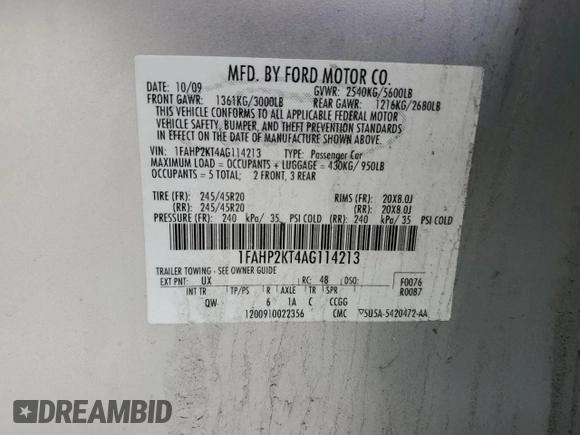 MFD. BY FORD MOTOR CO.
DATE: 10/09 GVWR: 2540KG/5600LB
FRONT GAWR: 1361KG/3000LB REAR GAWR: 1216KG/2680LB
THIS VEHICLE CONFORMS TO ALL APPLICABLE FEDERAL MOTOR
VEHICLE SAFETY, BUMPER, AND THEFT PREVENTION STANDARDS
IN EFFECT ON THE DATE OF MANUFACTURE SHOWN ABOVE.
VIN: 1FAHP2KT4AG114213 TYPE: Passenger Car
MAXIMUM LOAD = OCCUPANTS + LUGGAGE = 430KG/ 950LB
OCCUPANTS = 5 TOTAL; 2 FRONT, 3 REAR
TIRE (FR): 245/45R20 RIMS (FR): 20X8.0J
(RR): 245/45R20 (RR): 20X8.0J
PRESSURE (FR): 240 kPa/ 35 PSI COLD (RR): 240 kPa/ 35 PSI COLD
1FAHP2KT4AG114213
TRAILER TOWING - SEE OWNER GUIDE
EXT PNT: UX RC: 48 DSO: F0076
INT TR TP/PS R AXLE TR SPR R0087
QW 6 1A C CCGG
120091002356 CMC 5U5A-5420472-AA
DREAMBID